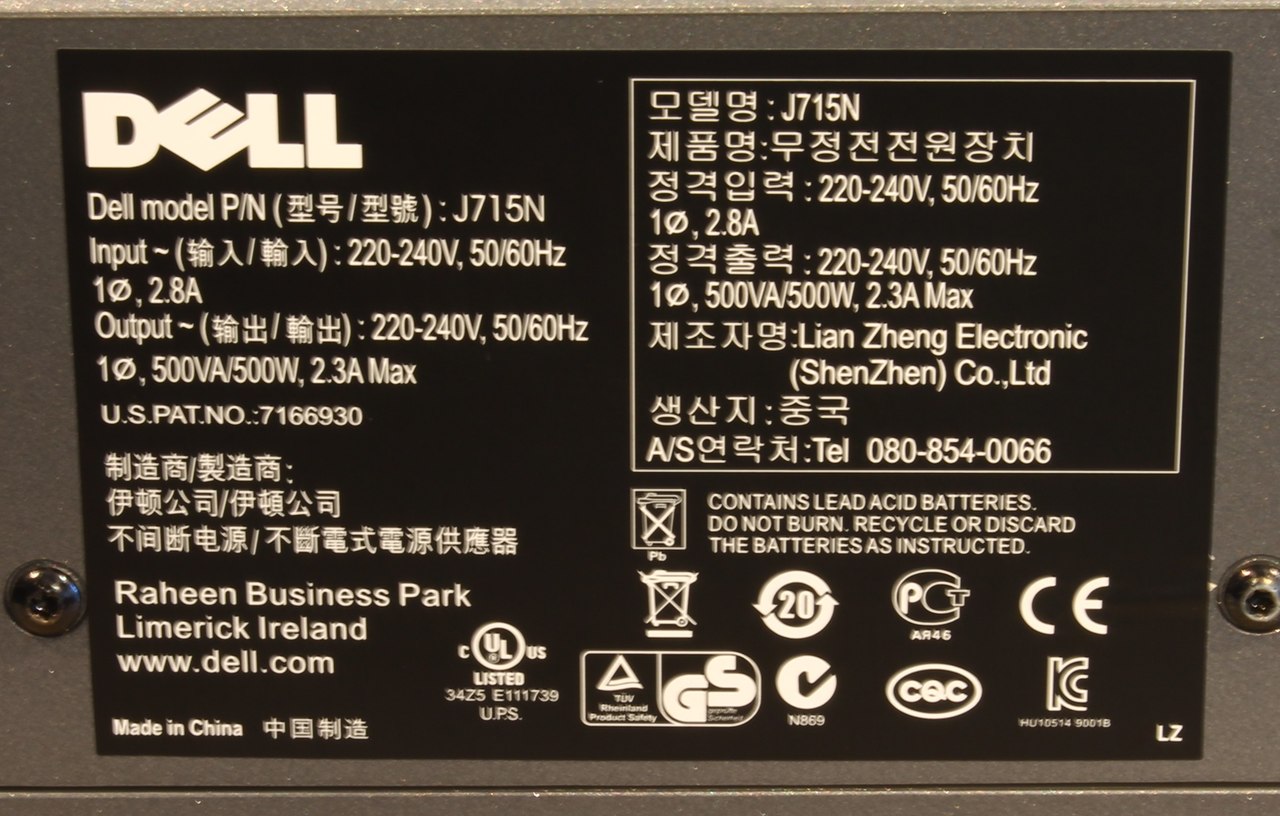 DELL
Dell model P/N (型号/型號) : J715N
Input ~ (输入/輸入) : 220-240V, 50/60Hz
1Ø, 2.8A
Output ~ (输出/輸出) : 220-240V, 50/60Hz
1Ø, 500VA/500W, 2.3A Max
U.S.PAT.NO.:7166930
制造商/製造商:
伊顿公司/伊頓公司
不间断电源/不斷電式電源供應器
Raheen Business Park
Limerick Ireland
www.dell.com
Made in China 中国制造
C UL US
LISTED
34Z5 E111739
U.P.S.
모델명 : J715N
제품명:무정전전원장치
정격입력 : 220-240V, 50/60Hz
1Ø, 2.8A
정격출력 : 220-240V, 50/60Hz
1Ø, 500VA/500W, 2.3A Max
제조자명:Lian Zheng Electronic
(ShenZhen) Co.,Ltd
생산지:중국
A/S연락처:Tel 080-854-0066
Pb
CONTAINS LEAD ACID BATTERIES.
DO NOT BURN. RECYCLE OR DISCARD
THE BATTERIES AS INSTRUCTED.
20
PCT
AЯ46
CE
TÜV
Rheinland
Product Safety
GS
geprüfte
Sicherheit
N869
CQC
KC
HU10514 9001B
LZ